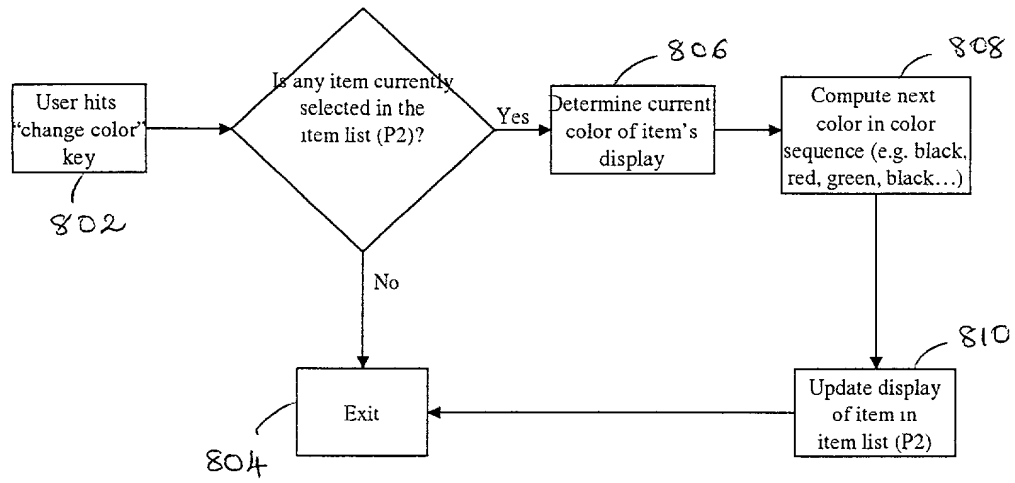 User hits
"change color"
key
802
Is any item currently
selected in the
item list (P2)?
Yes
No
Determine current
color of item's
display
806
Compute next
color in color
sequence (e.g. black,
red, green, black…)
808
Update display
of item in
item list (P2)
810
Exit
804